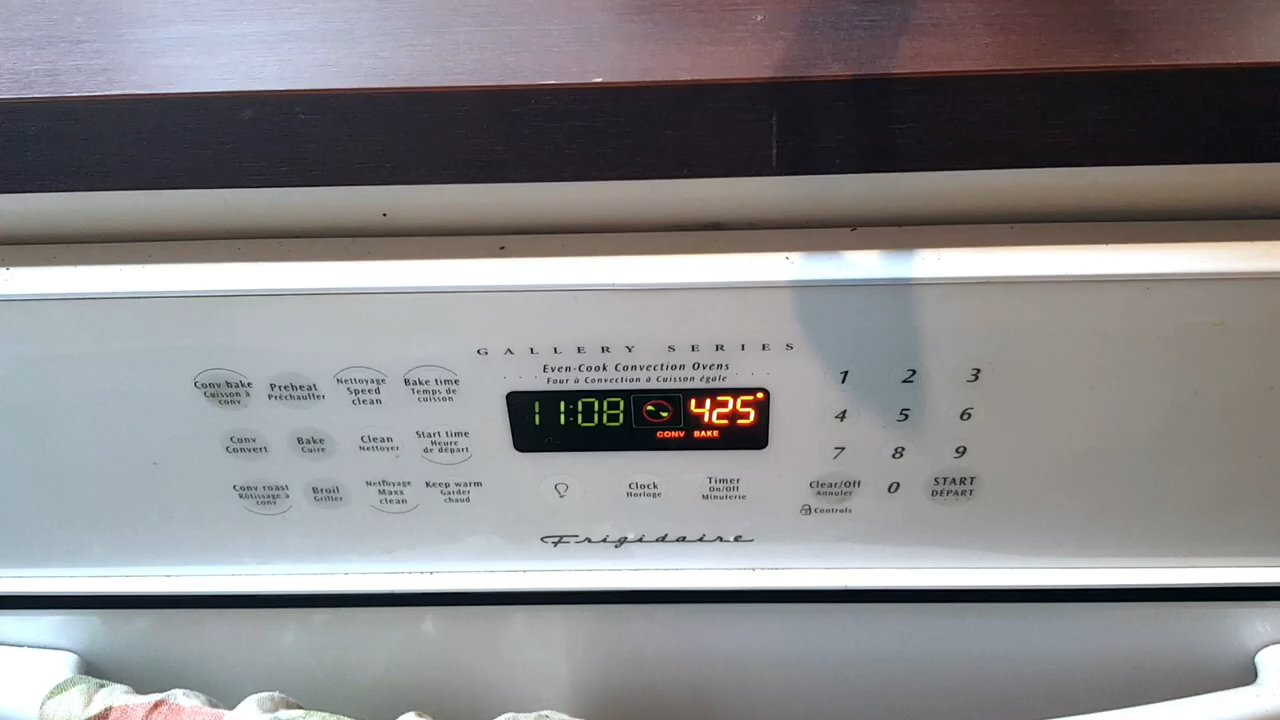 GALLERY SERIES
Even-Cook Convection Ovens
Four à Convection à Cuisson égale
11:08 425°
CONV BAKE
Conv bake
Cuisson à
conv
Preheat
Préchauffer
Nettoyage
Speed
clean
Bake time
Temps de
cuisson
Conv
Convert
Bake
Cuire
Clean
Nettoyer
Start time
Heure
de départ
Conv roast
Rôtissage à
conv
Broil
Griller
Nettoyage
Maxx
clean
Keep warm
Garder
chaud
Clock
Horloge
Timer
On/Off
Minuterie
1 2 3
4 5 6
7 8 9
Clear/Off
Annuler
0
START
DÉPART
Controls
Frigidaire